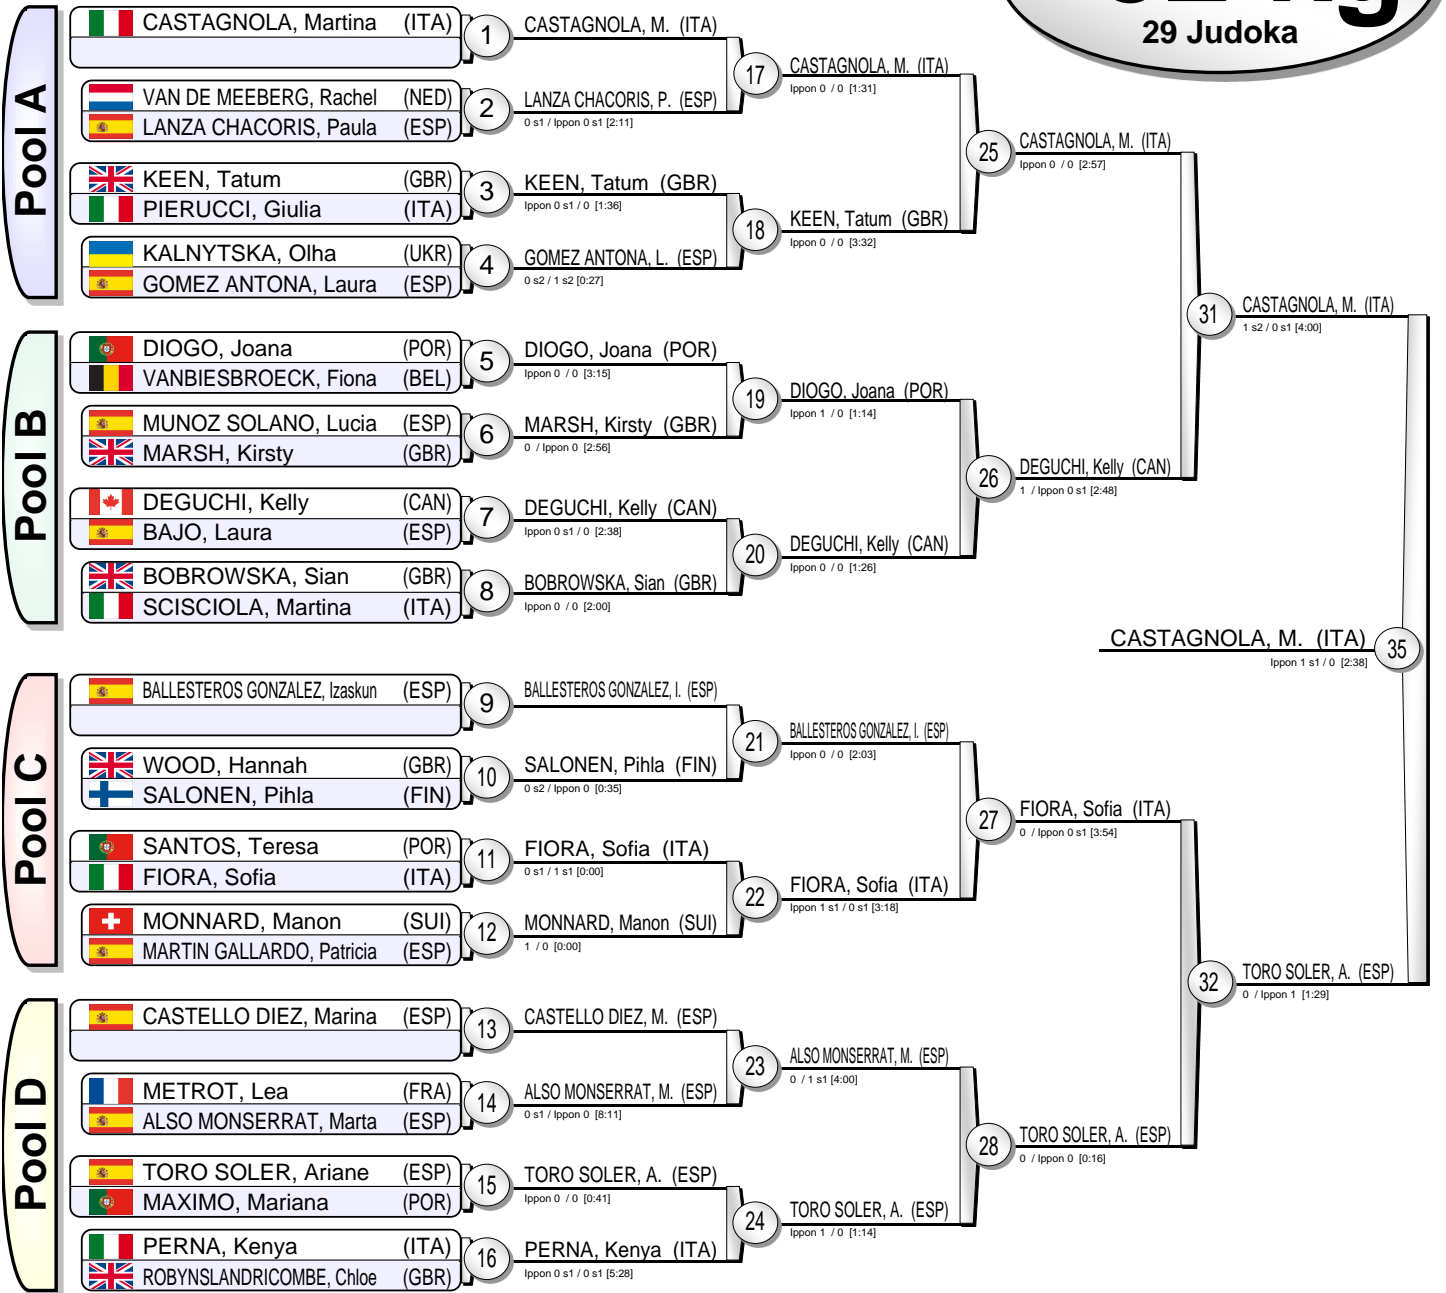 29 Judoka
Pool A
CASTAGNOLA, Martina (ITA)
VAN DE MEEBERG, Rachel (NED)
LANZA CHACORIS, Paula (ESP)
KEEN, Tatum (GBR)
PIERUCCI, Giulia (ITA)
KALNYTSKA, Olha (UKR)
GOMEZ ANTONA, Laura (ESP)
1 CASTAGNOLA, M. (ITA)
2 LANZA CHACORIS, P. (ESP)
0 s1 / Ippon 0 s1 [2:11]
3 KEEN, Tatum (GBR)
Ippon 0 s1 / 0 [1:36]
4 GOMEZ ANTONA, L. (ESP)
0 s2 / 1 s2 [0:27]
17 CASTAGNOLA, M. (ITA)
Ippon 0 / 0 [1:31]
18 KEEN, Tatum (GBR)
Ippon 0 / 0 [3:32]
25 CASTAGNOLA, M. (ITA)
Ippon 0 / 0 [2:57]
Pool B
DIOGO, Joana (POR)
VANBIESBROECK, Fiona (BEL)
MUNOZ SOLANO, Lucia (ESP)
MARSH, Kirsty (GBR)
DEGUCHI, Kelly (CAN)
BAJO, Laura (ESP)
BOBROWSKA, Sian (GBR)
SCISCIOLA, Martina (ITA)
5 DIOGO, Joana (POR)
Ippon 0 / 0 [3:15]
6 MARSH, Kirsty (GBR)
0 / Ippon 0 [2:56]
7 DEGUCHI, Kelly (CAN)
Ippon 0 s1 / 0 [2:38]
8 BOBROWSKA, Sian (GBR)
Ippon 0 / 0 [2:00]
19 DIOGO, Joana (POR)
Ippon 1 / 0 [1:14]
20 DEGUCHI, Kelly (CAN)
Ippon 0 / 0 [1:26]
26 DEGUCHI, Kelly (CAN)
1 / Ippon 0 s1 [2:48]
31 CASTAGNOLA, M. (ITA)
1 s2 / 0 s1 [4:00]
CASTAGNOLA, M. (ITA) 35
Ippon 1 s1 / 0 [2:38]
Pool C
BALLESTEROS GONZALEZ, Izaskun (ESP)
WOOD, Hannah (GBR)
SALONEN, Pihla (FIN)
SANTOS, Teresa (POR)
FIORA, Sofia (ITA)
MONNARD, Manon (SUI)
MARTIN GALLARDO, Patricia (ESP)
9 BALLESTEROS GONZALEZ, I. (ESP)
10 SALONEN, Pihla (FIN)
0 s2 / Ippon 0 [0:35]
11 FIORA, Sofia (ITA)
0 s1 / 1 s1 [0:00]
12 MONNARD, Manon (SUI)
1 / 0 [0:00]
21 BALLESTEROS GONZALEZ, I. (ESP)
Ippon 0 / 0 [2:03]
22 FIORA, Sofia (ITA)
Ippon 1 s1 / 0 s1 [3:18]
27 FIORA, Sofia (ITA)
0 / Ippon 0 s1 [3:54]
Pool D
CASTELLO DIEZ, Marina (ESP)
METROT, Lea (FRA)
ALSO MONSERRAT, Marta (ESP)
TORO SOLER, Ariane (ESP)
MAXIMO, Mariana (POR)
PERNA, Kenya (ITA)
ROBYNSLANDRICOMBE, Chloe (GBR)
13 CASTELLO DIEZ, M. (ESP)
14 ALSO MONSERRAT, M. (ESP)
0 s1 / Ippon 0 [8:11]
15 TORO SOLER, A. (ESP)
Ippon 0 / 0 [0:41]
16 PERNA, Kenya (ITA)
Ippon 0 s1 / 0 s1 [5:28]
23 ALSO MONSERRAT, M. (ESP)
0 / 1 s1 [4:00]
24 TORO SOLER, A. (ESP)
Ippon 1 / 0 [1:14]
28 TORO SOLER, A. (ESP)
0 / Ippon 0 [0:16]
32 TORO SOLER, A. (ESP)
0 / Ippon 1 [1:29]